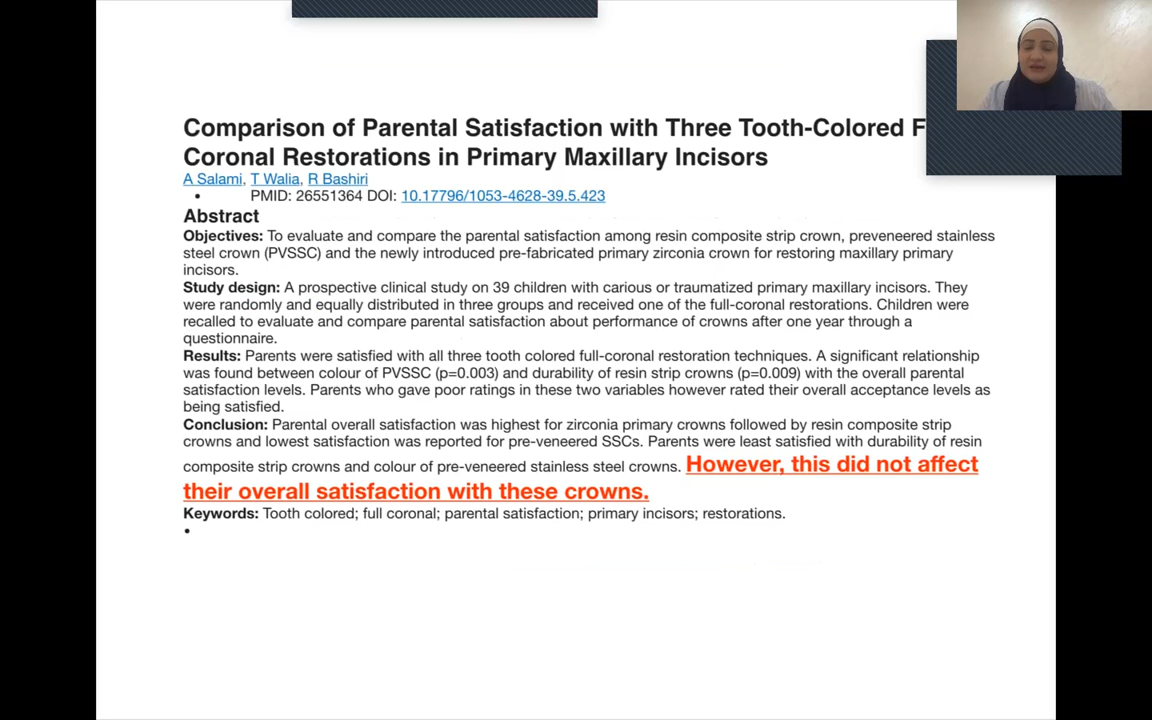 Comparison of Parental Satisfaction with Three Tooth-Colored F
Coronal Restorations in Primary Maxillary Incisors
A Salami, T Walia, R Bashiri
• PMID: 26551364 DOI: 10.17796/1053-4628-39.5.423
Abstract
Objectives: To evaluate and compare the parental satisfaction among resin composite strip crown, preveneered stainless
steel crown (PVSSC) and the newly introduced pre-fabricated primary zirconia crown for restoring maxillary primary
incisors.
Study design: A prospective clinical study on 39 children with carious or traumatized primary maxillary incisors. They
were randomly and equally distributed in three groups and received one of the full-coronal restorations. Children were
recalled to evaluate and compare parental satisfaction about performance of crowns after one year through a
questionnaire.
Results: Parents were satisfied with all three tooth colored full-coronal restoration techniques. A significant relationship
was found between colour of PVSSC (p=0.003) and durability of resin strip crowns (p=0.009) with the overall parental
satisfaction levels. Parents who gave poor ratings in these two variables however rated their overall acceptance levels as
being satisfied.
Conclusion: Parental overall satisfaction was highest for zirconia primary crowns followed by resin composite strip
crowns and lowest satisfaction was reported for pre-veneered SSCs. Parents were least satisfied with durability of resin
composite strip crowns and colour of pre-veneered stainless steel crowns. However, this did not affect
their overall satisfaction with these crowns.
Keywords: Tooth colored; full coronal; parental satisfaction; primary incisors; restorations.
•